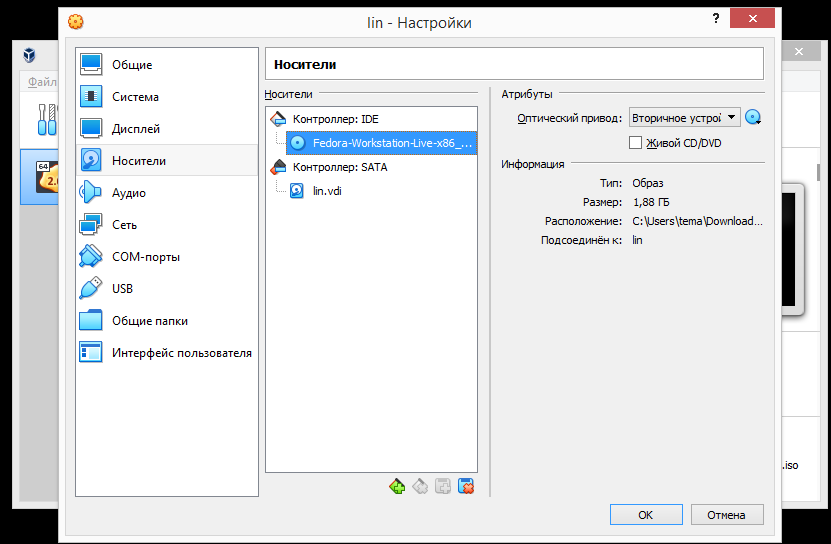 lin - Настройки
?
Файл
64
2.
Общие
Система
Дисплей
Носители
Аудио
Сеть
COM-порты
USB
Общие папки
Интерфейс пользователя
Носители
Носители
Контроллер: IDE
Fedora-Workstation-Live-x86_...
Контроллер: SATA
lin.vdi
Атрибуты
Оптический привод: Вторичное устрой
Живой CD/DVD
Информация
Тип: Образ
Размер: 1,88 ГБ
Расположение: C:\Users\tema\Download...
Подсоединён к: lin
.iso
OK
Отмена